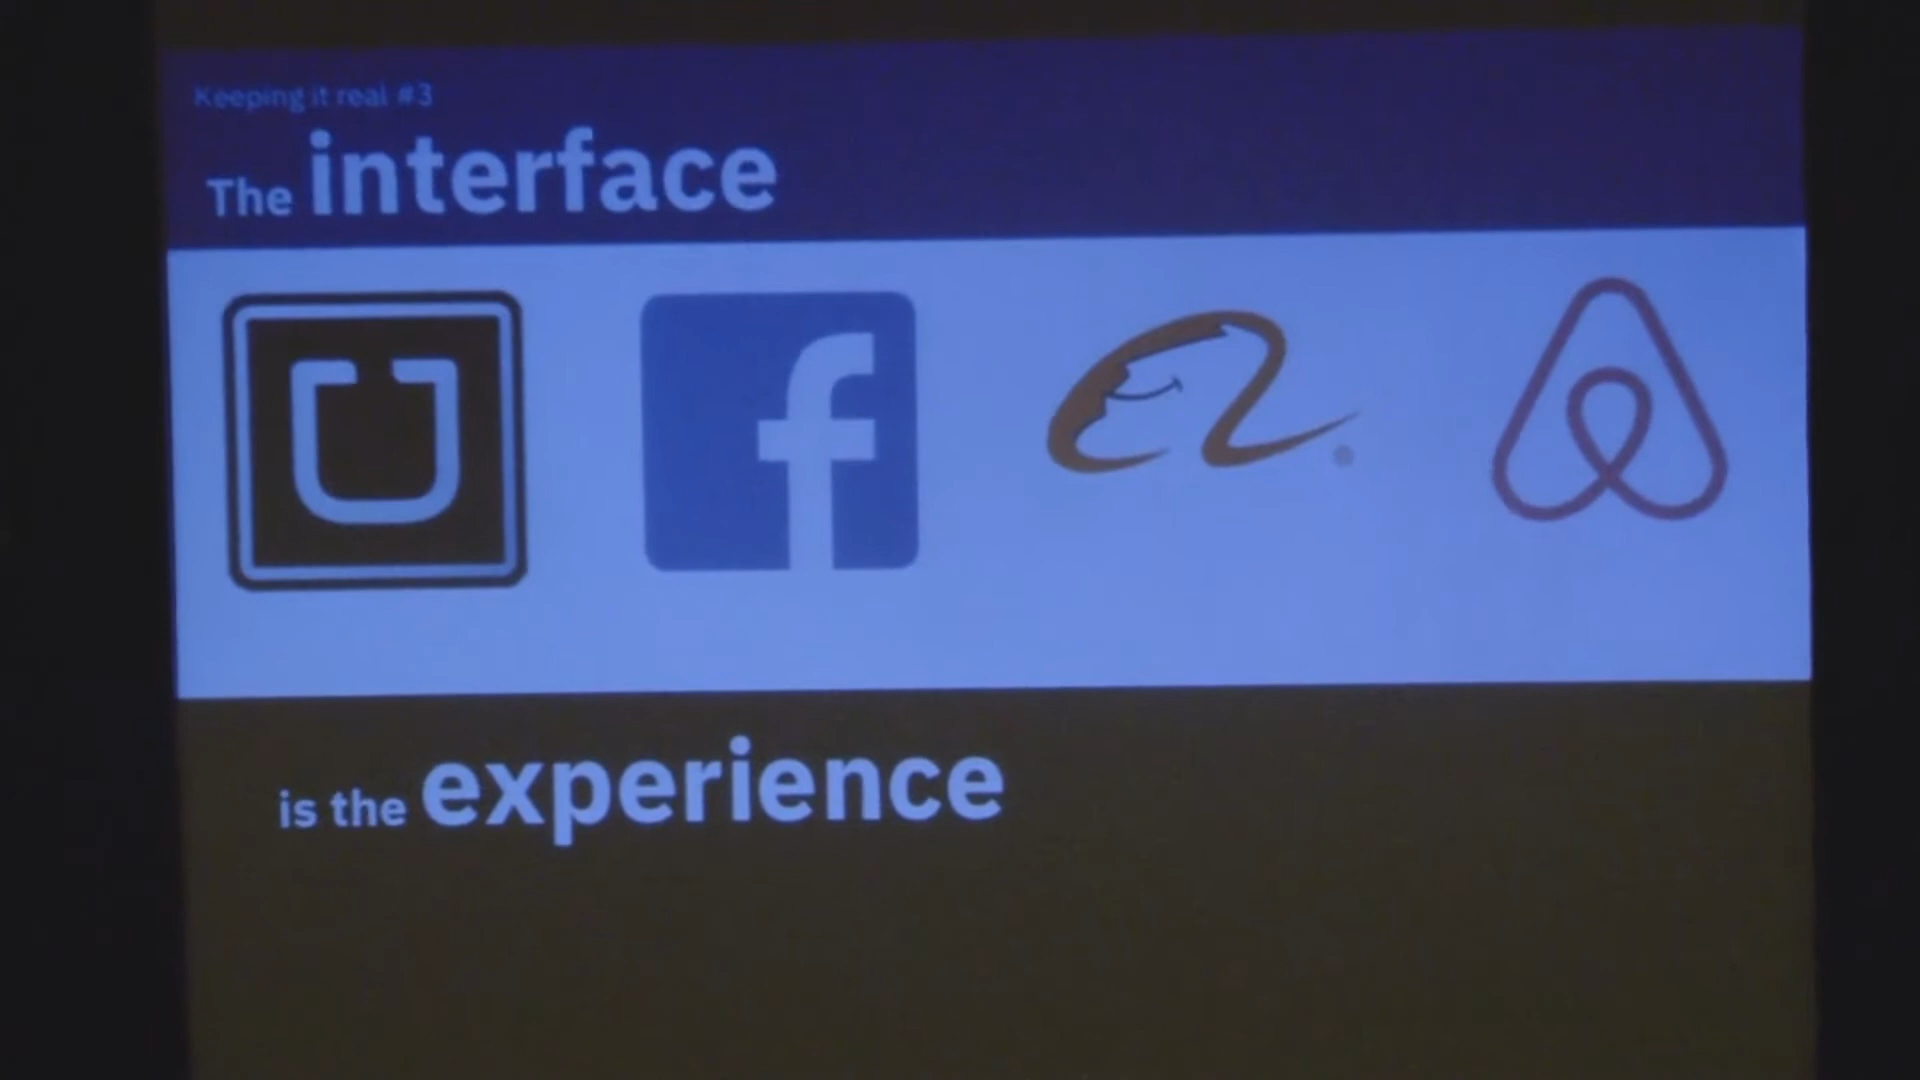 Keeping it real #3
The interface
is the experience